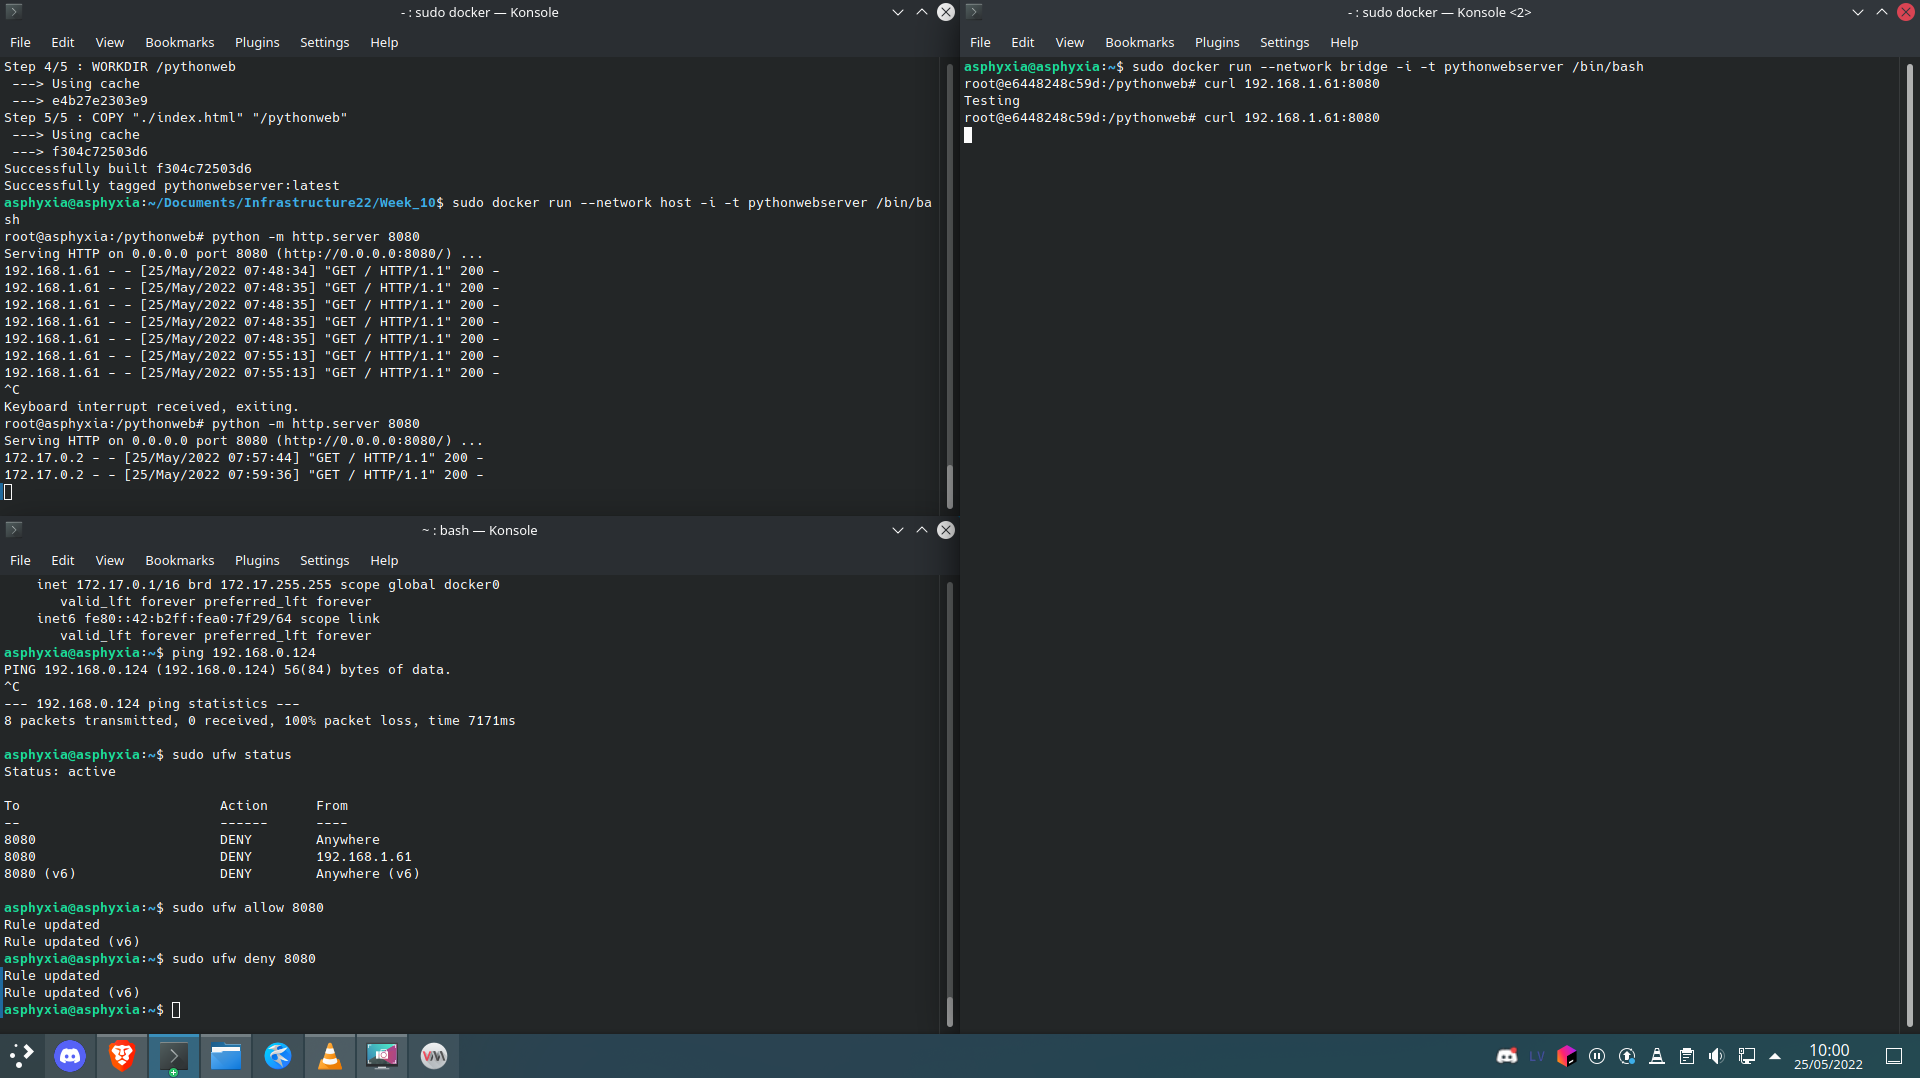 - : sudo docker — Konsole
File Edit View Bookmarks Plugins Settings Help
Step 4/5 : WORKDIR /pythonweb
 ---> Using cache
 ---> e4b27e2303e9
Step 5/5 : COPY "./index.html" "/pythonweb"
 ---> Using cache
 ---> f304c72503d6
Successfully built f304c72503d6
Successfully tagged pythonwebserver:latest
asphyxia@asphyxia:~/Documents/Infrastructure22/Week_10$ sudo docker run --network host -i -t pythonwebserver /bin/ba
sh
root@asphyxia:/pythonweb# python -m http.server 8080
Serving HTTP on 0.0.0.0 port 8080 (http://0.0.0.0:8080/) ...
192.168.1.61 - - [25/May/2022 07:48:34] "GET / HTTP/1.1" 200 -
192.168.1.61 - - [25/May/2022 07:48:35] "GET / HTTP/1.1" 200 -
192.168.1.61 - - [25/May/2022 07:48:35] "GET / HTTP/1.1" 200 -
192.168.1.61 - - [25/May/2022 07:48:35] "GET / HTTP/1.1" 200 -
192.168.1.61 - - [25/May/2022 07:48:35] "GET / HTTP/1.1" 200 -
192.168.1.61 - - [25/May/2022 07:55:13] "GET / HTTP/1.1" 200 -
192.168.1.61 - - [25/May/2022 07:55:13] "GET / HTTP/1.1" 200 -
^C
Keyboard interrupt received, exiting.
root@asphyxia:/pythonweb# python -m http.server 8080
Serving HTTP on 0.0.0.0 port 8080 (http://0.0.0.0:8080/) ...
172.17.0.2 - - [25/May/2022 07:57:44] "GET / HTTP/1.1" 200 -
172.17.0.2 - - [25/May/2022 07:59:36] "GET / HTTP/1.1" 200 -
~ : bash — Konsole
File Edit View Bookmarks Plugins Settings Help
inet 172.17.0.1/16 brd 172.17.255.255 scope global docker0
valid_lft forever preferred_lft forever
inet6 fe80::42:b2ff:fea0:7f29/64 scope link
valid_lft forever preferred_lft forever
asphyxia@asphyxia:~$ ping 192.168.0.124
PING 192.168.0.124 (192.168.0.124) 56(84) bytes of data.
^C
--- 192.168.0.124 ping statistics ---
8 packets transmitted, 0 received, 100% packet loss, time 7171ms
asphyxia@asphyxia:~$ sudo ufw status
Status: active
To Action From
-- ------ ----
8080 DENY Anywhere
8080 DENY 192.168.1.61
8080 (v6) DENY Anywhere (v6)
asphyxia@asphyxia:~$ sudo ufw allow 8080
Rule updated
Rule updated (v6)
asphyxia@asphyxia:~$ sudo ufw deny 8080
Rule updated
Rule updated (v6)
asphyxia@asphyxia:~$
- : sudo docker — Konsole <2>
File Edit View Bookmarks Plugins Settings Help
asphyxia@asphyxia:~$ sudo docker run --network bridge -i -t pythonwebserver /bin/bash
root@e6448248c59d:/pythonweb# curl 192.168.1.61:8080
Testing
root@e6448248c59d:/pythonweb# curl 192.168.1.61:8080
LV
10:00
25/05/2022